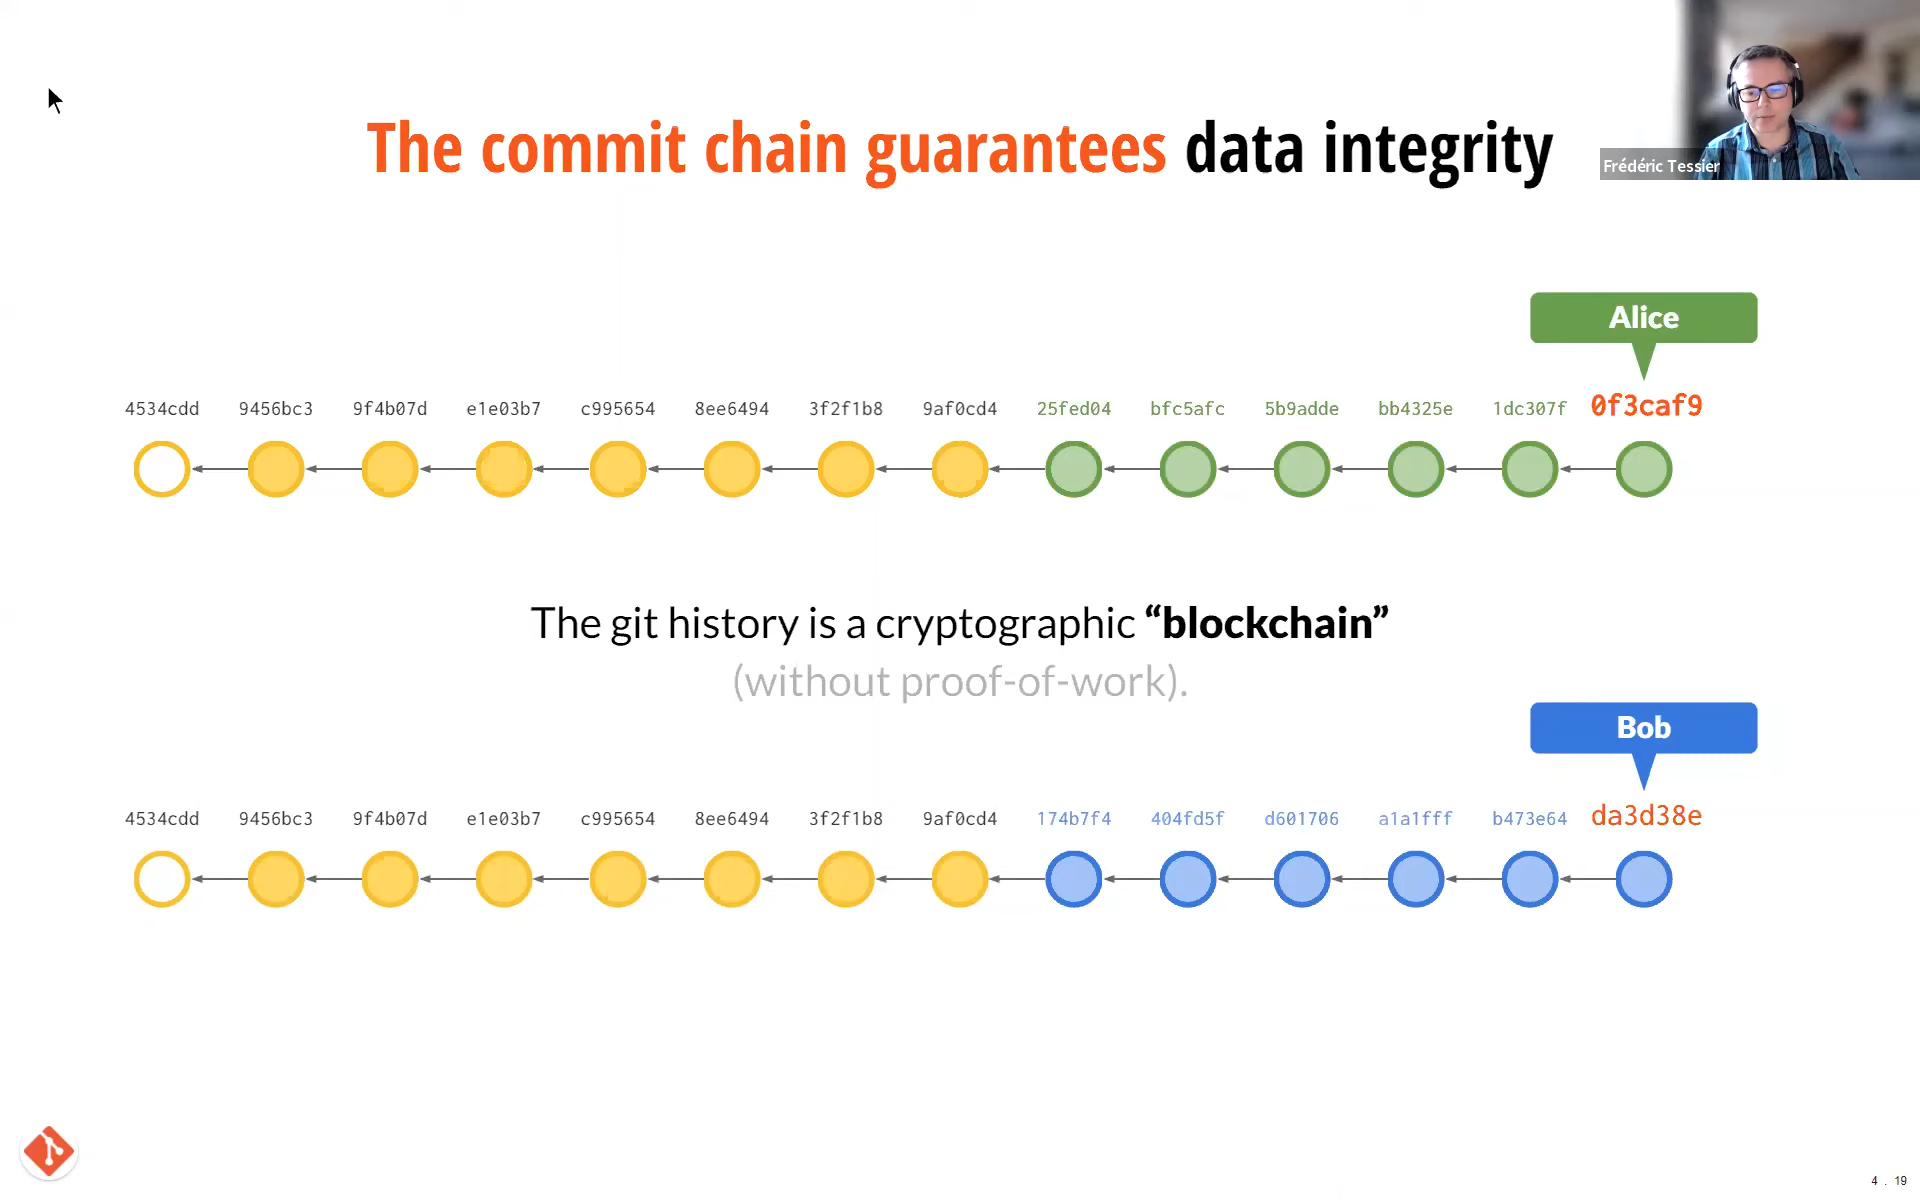 The commit chain guarantees data integrity
Frédéric Tessier
Alice
4534cdd 9456bc3 9f4b07d e1e03b7 c995654 8ee6494 3f2f1b8 9af0cd4 25fed04 bfc5afc 5b9adde bb4325e 1dc307f 0f3caf9
The git history is a cryptographic “blockchain”
(without proof-of-work).
Bob
4534cdd 9456bc3 9f4b07d e1e03b7 c995654 8ee6494 3f2f1b8 9af0cd4 174b7f4 404fd5f d601706 a1a1fff b473e64 da3d38e
4 . 19